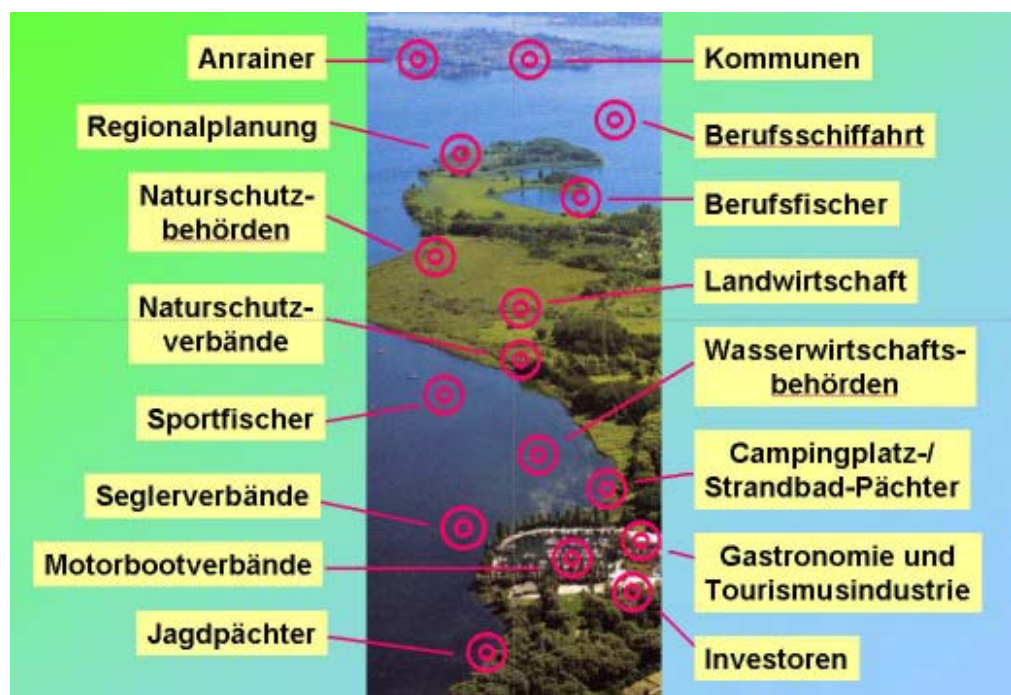 Anrainer
Regionalplanung
Naturschutz-
behörden
Naturschutz-
verbände
Sportfischer
Seglerverbände
Motorbootverbände
Jagdpächter
Kommunen
Berufsschiffahrt
Berufsfischer
Landwirtschaft
Wasserwirtschafts-
behörden
Campingplatz-/
Strandbad-Pächter
Gastronomie und
Tourismusindustrie
Investoren